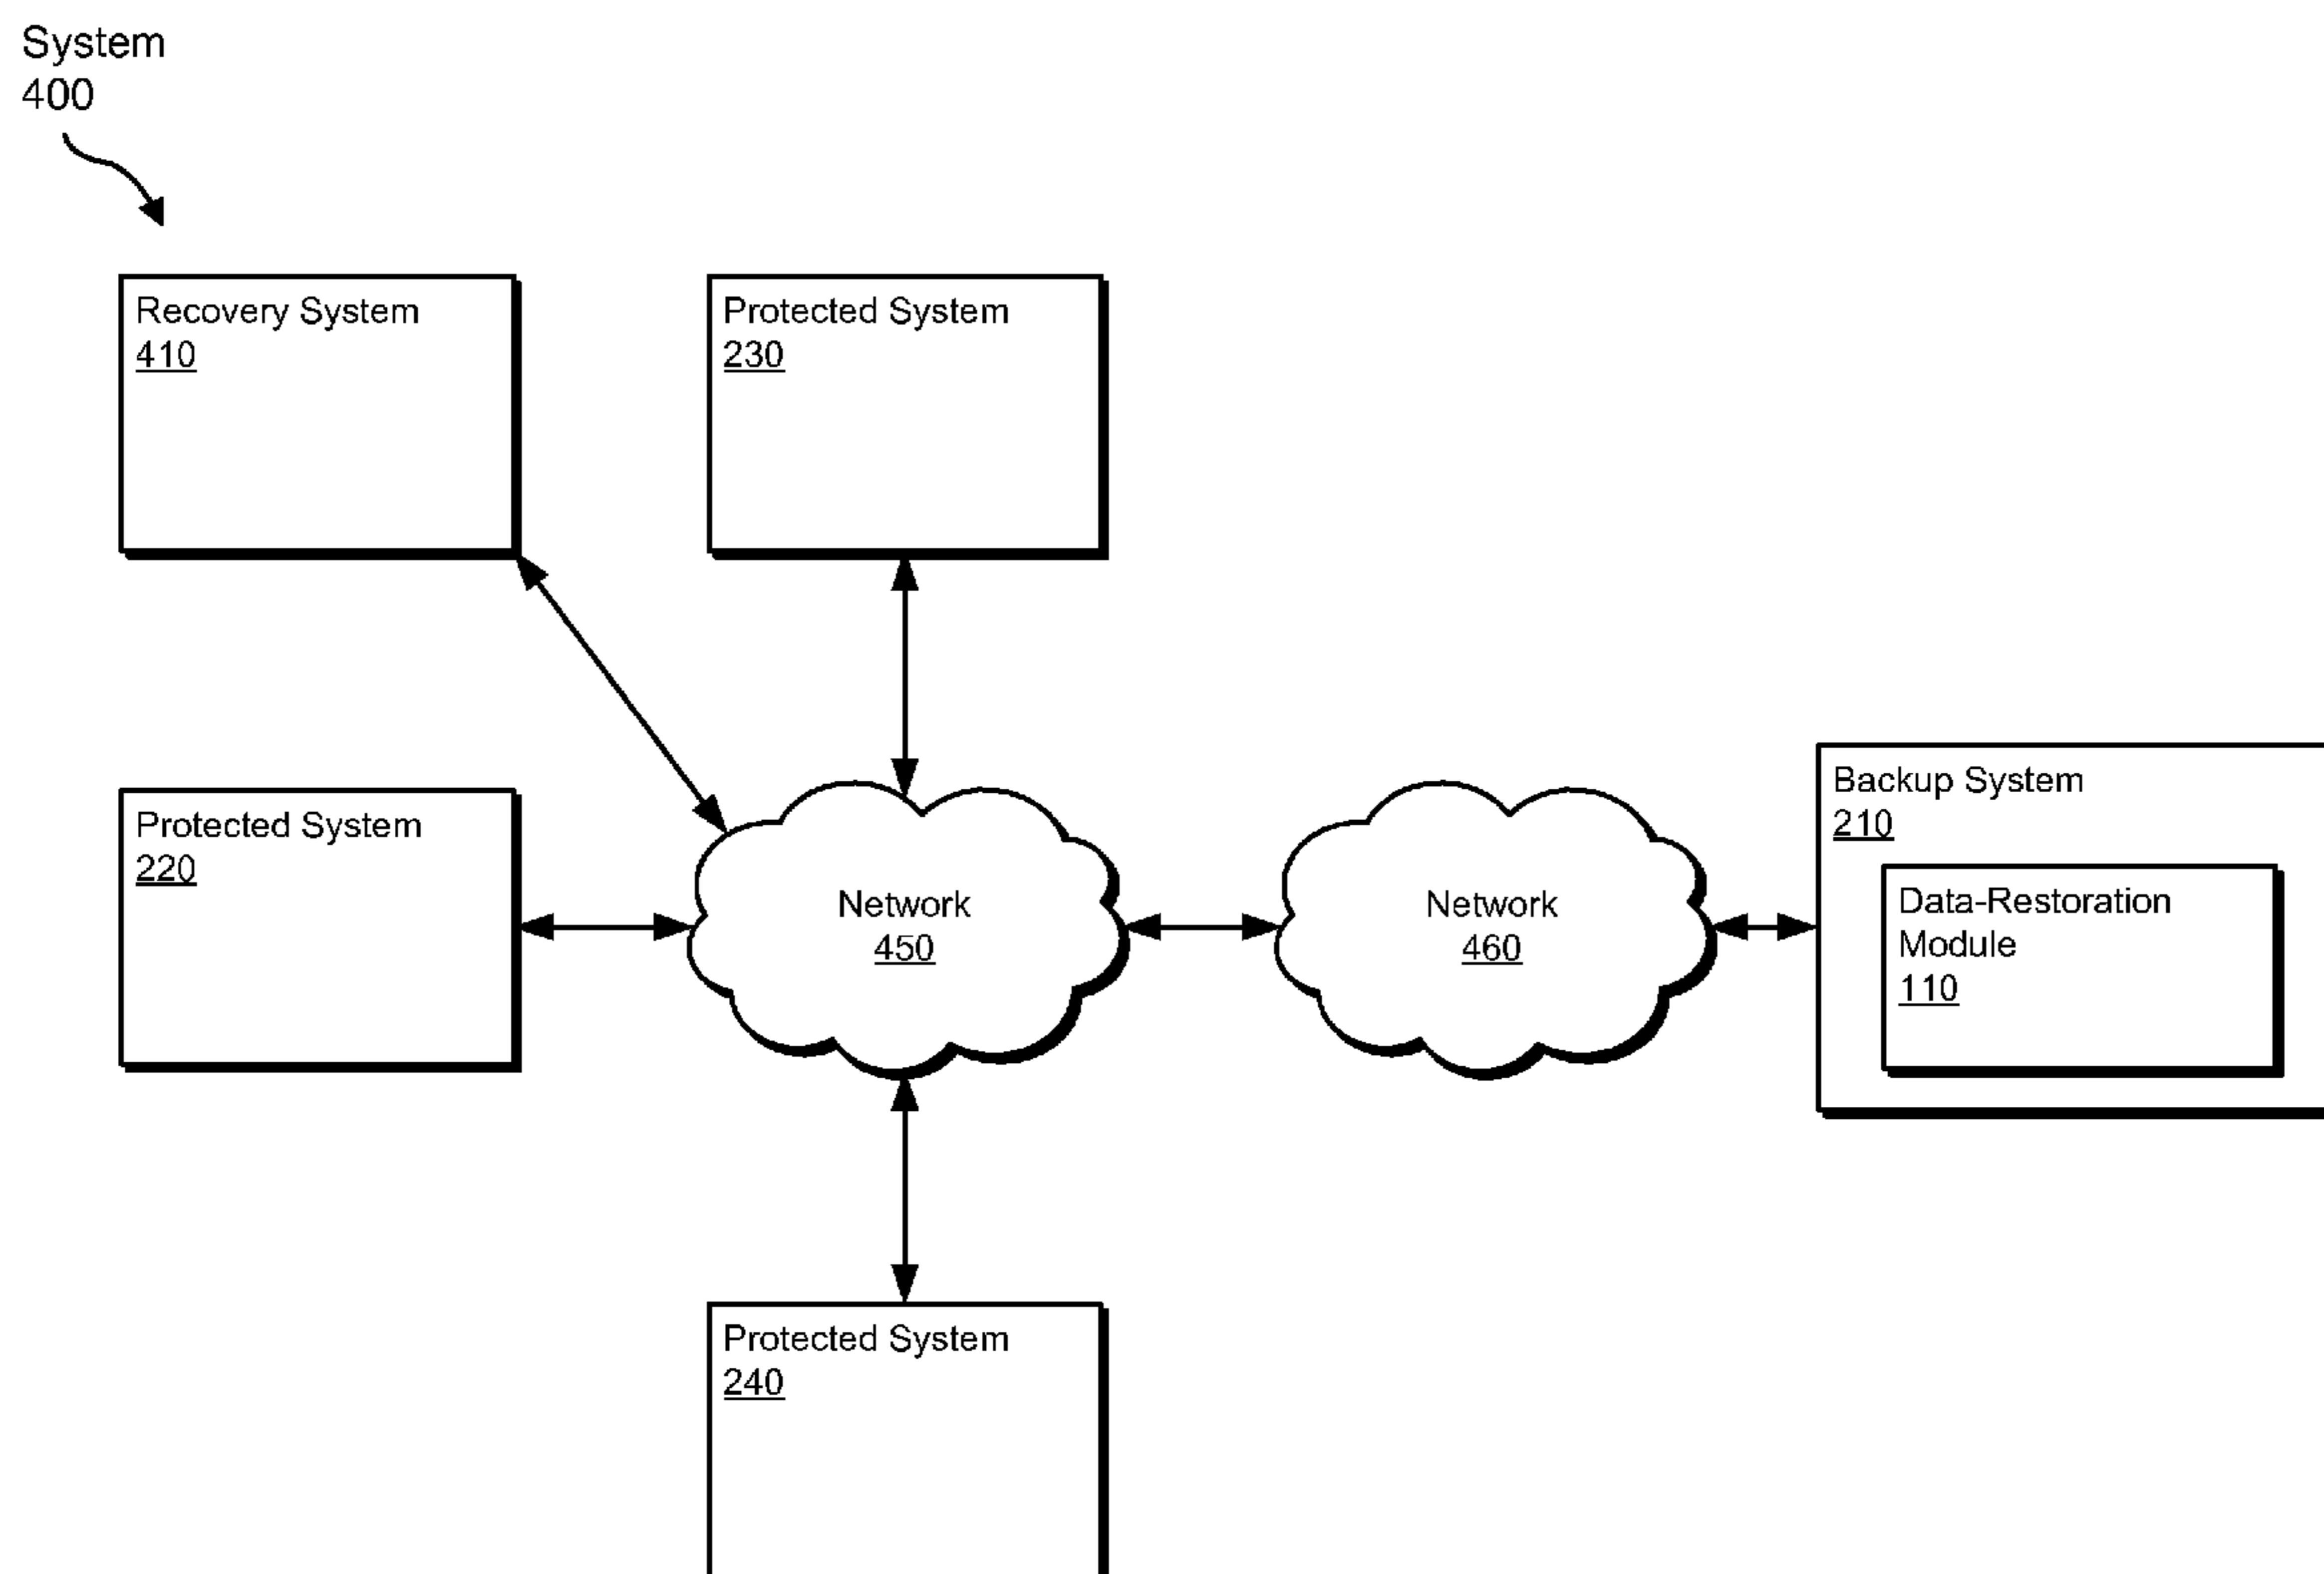 System
400
Recovery System
410
Protected System
230
Protected System
220
Network
450
Network
460
Backup System
210
Data-Restoration
Module
110
Protected System
240